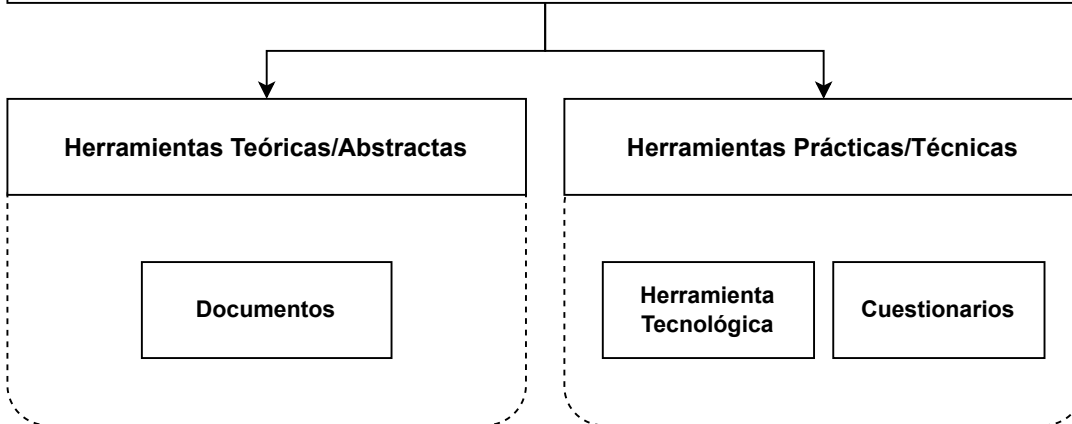 Herramientas Teóricas/Abstractas
Herramientas Prácticas/Técnicas
Documentos
Herramienta
Tecnológica
Cuestionarios